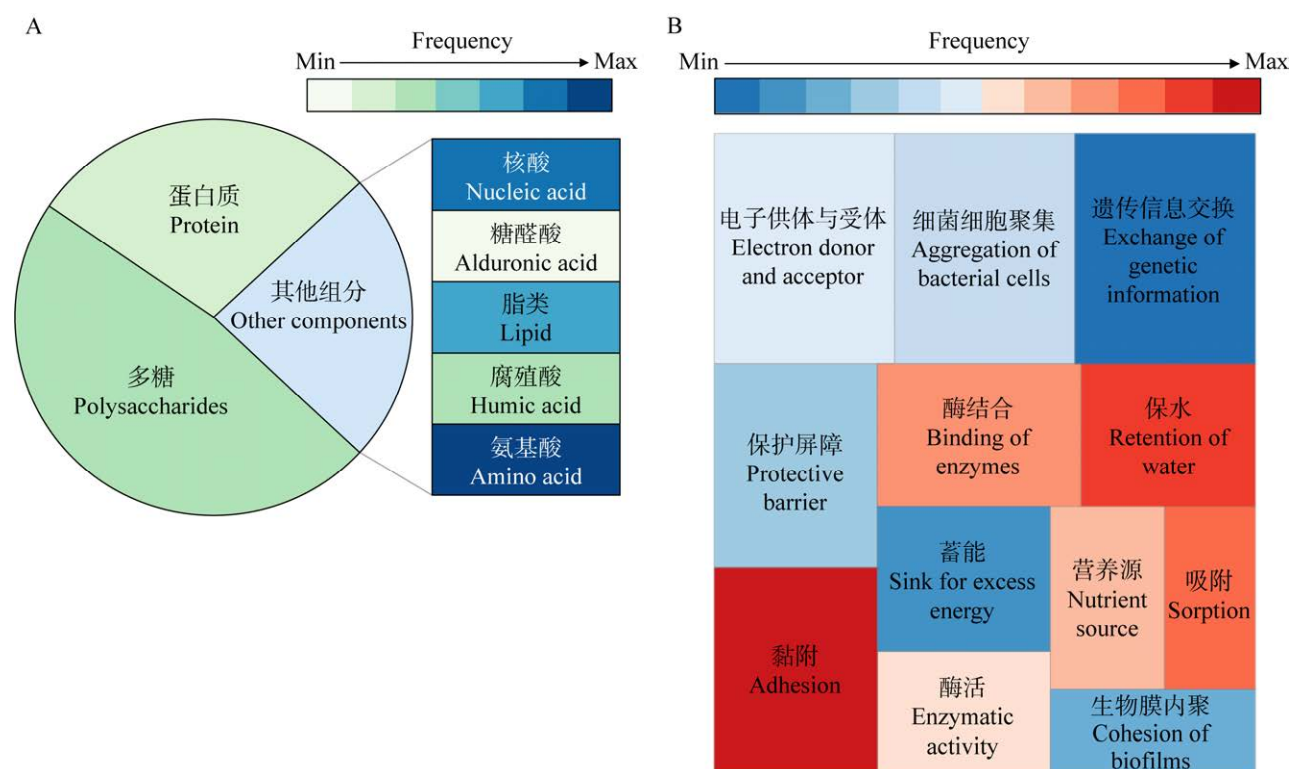 A
Frequency
Min
Max
蛋白质
Protein
其他组分
Other components
多糖
Polysaccharides
核酸
Nucleic acid
糖醛酸
Alduronic acid
脂类
Lipid
腐殖酸
Humic acid
氨基酸
Amino acid
B
Frequency
Min
Max
电子供体与受体
Electron donor
and acceptor
细菌细胞聚集
Aggregation of
bacterial cells
遗传信息交换
Exchange of
genetic
information
保护屏障
Protective
barrier
酶结合
Binding of
enzymes
保水
Retention of
water
蓄能
Sink for excess
energy
营养源
Nutrient
source
吸附
Sorption
黏附
Adhesion
酶活
Enzymatic
activity
生物膜内聚
Cohesion of
biofilms